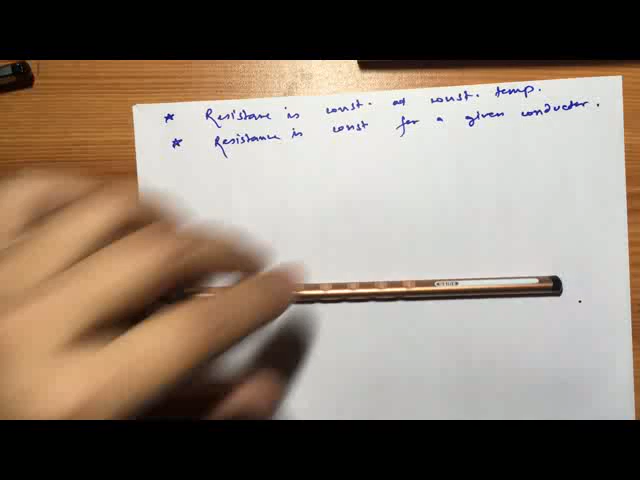 * Resistance is const. at const. temp.
* Resistance is const for a given conductor.